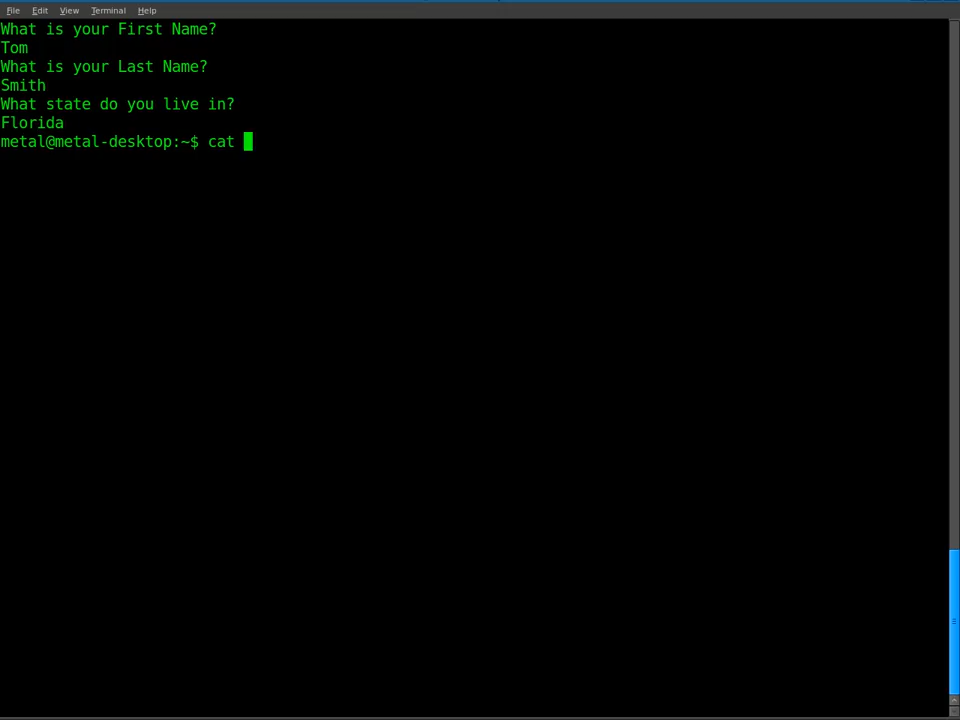 File Edit View Terminal Help
What is your First Name?
Tom
What is your Last Name?
Smith
What state do you live in?
Florida
metal@metal-desktop:~$ cat